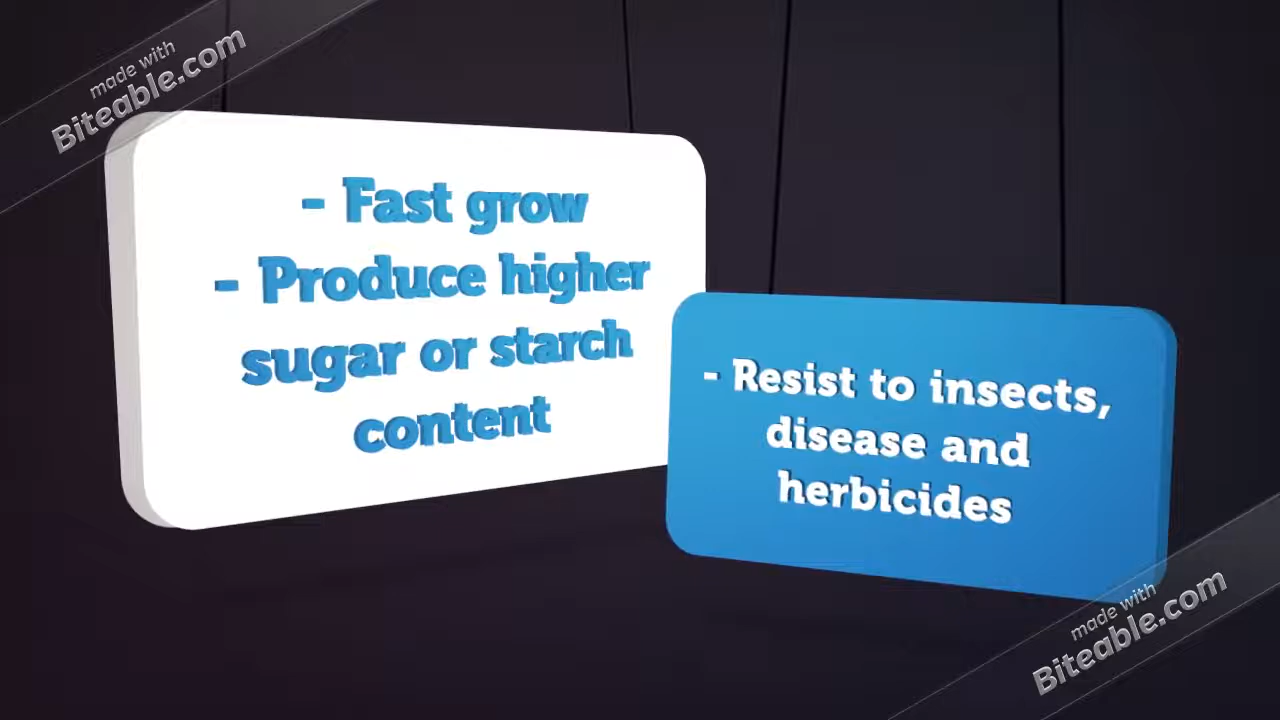 made with
Biteable.com
- Fast grow
- Produce higher
sugar or starch
content
- Resist to insects,
disease and
herbicides
made with
Biteable.com